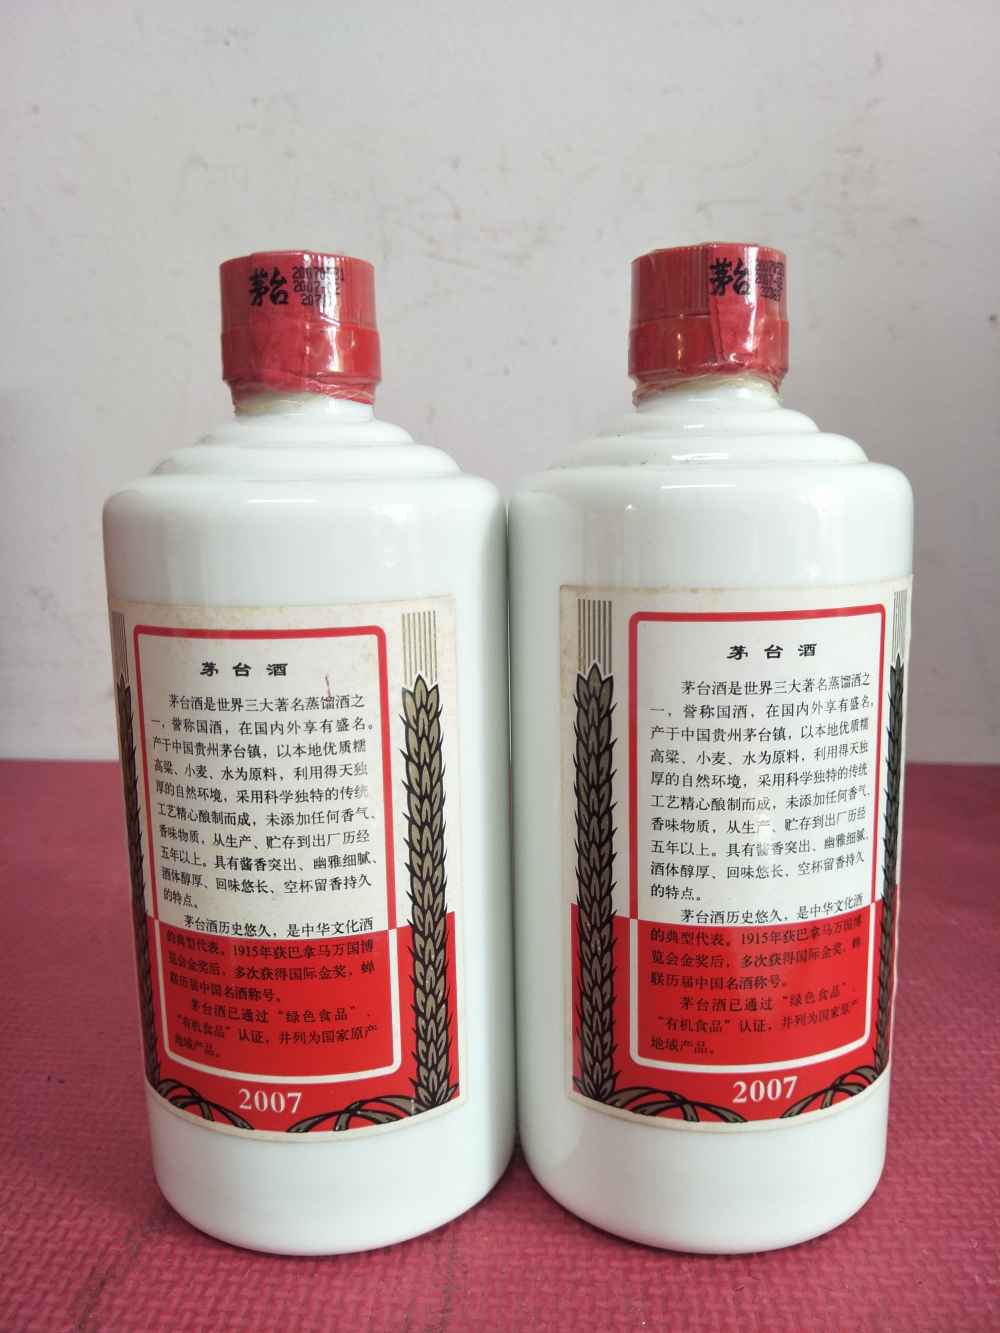 茅台
2007-02
茅台
茅台酒
茅台酒是世界三大著名蒸馏酒之
一，誉称国酒，在国内外享有盛名。
产于中国贵州茅台镇，以本地优质糯
高粱、小麦、水为原料，利用得天独
厚的自然环境，采用科学独特的传统
工艺精心酿制而成，未添加任何香气、
香味物质，从生产、贮存到出厂历经
五年以上。具有酱香突出、幽雅细腻、
酒体醇厚、回味悠长、空杯留香持久
的特点。
茅台酒历史悠久，是中华文化酒
的典型代表。1915年获巴拿马万国博
览会金奖后，多次获得国际金奖，蝉
联历届中国名酒称号。
茅台酒已通过“绿色食品”、
“有机食品”认证，并列为国家原产
地域产品。
2007
茅台酒
茅台酒是世界三大著名蒸馏酒之
一，誉称国酒，在国内外享有盛名。
产于中国贵州茅台镇，以本地优质糯
高粱、小麦、水为原料，利用得天独
厚的自然环境，采用科学独特的传统
工艺精心酿制而成，未添加任何香气、
香味物质，从生产、贮存到出厂历经
五年以上。具有酱香突出、幽雅细腻、
酒体醇厚、回味悠长、空杯留香持久
的特点。
茅台酒历史悠久，是中华文化酒
的典型代表。1915年获巴拿马万国博
览会金奖后，多次获得国际金奖，蝉
联历届中国名酒称号。
茅台酒已通过“绿色食品”、
“有机食品”认证，并列为国家原产
地域产品。
2007